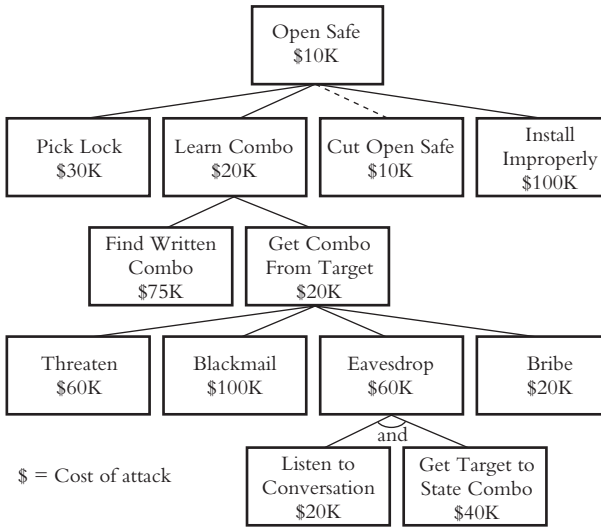 Open Safe
$10K
Pick Lock
$30K
Learn Combo
$20K
Cut Open Safe
$10K
Install
Improperly
$100K
Find Written
Combo
$75K
Get Combo
From Target
$20K
Threaten
$60K
Blackmail
$100K
Eavesdrop
$60K
Bribe
$20K
and
$ = Cost of attack
Listen to
Conversation
$20K
Get Target to
State Combo
$40K